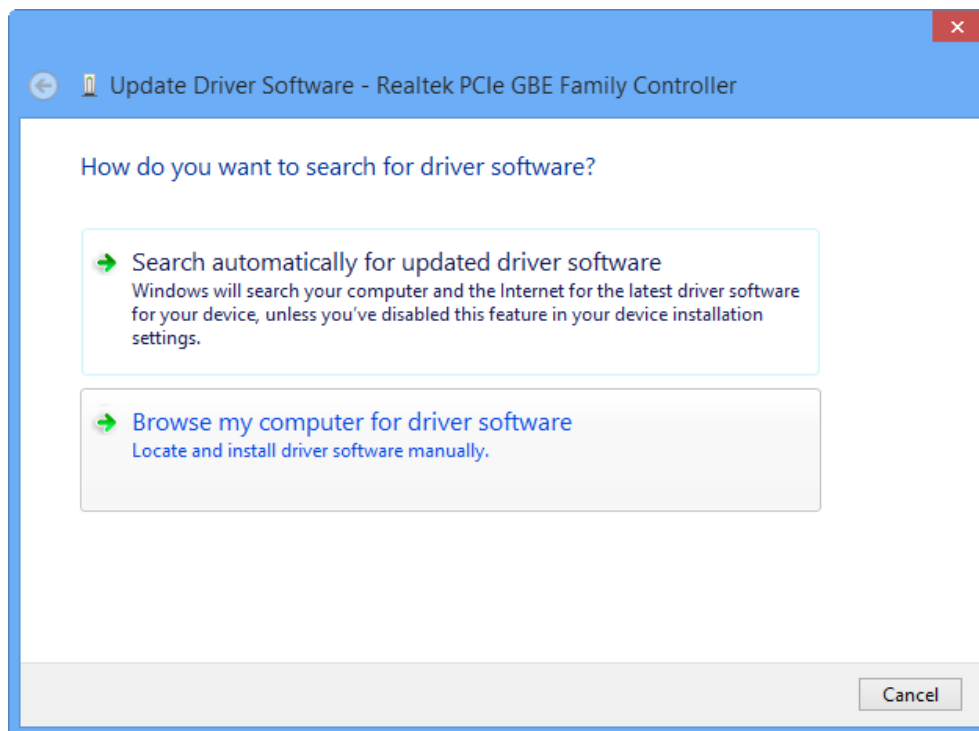 Update Driver Software - Realtek PCIe GBE Family Controller
How do you want to search for driver software?
Search automatically for updated driver software
Windows will search your computer and the Internet for the latest driver software
for your device, unless you've disabled this feature in your device installation
settings.
Browse my computer for driver software
Locate and install driver software manually.
Cancel